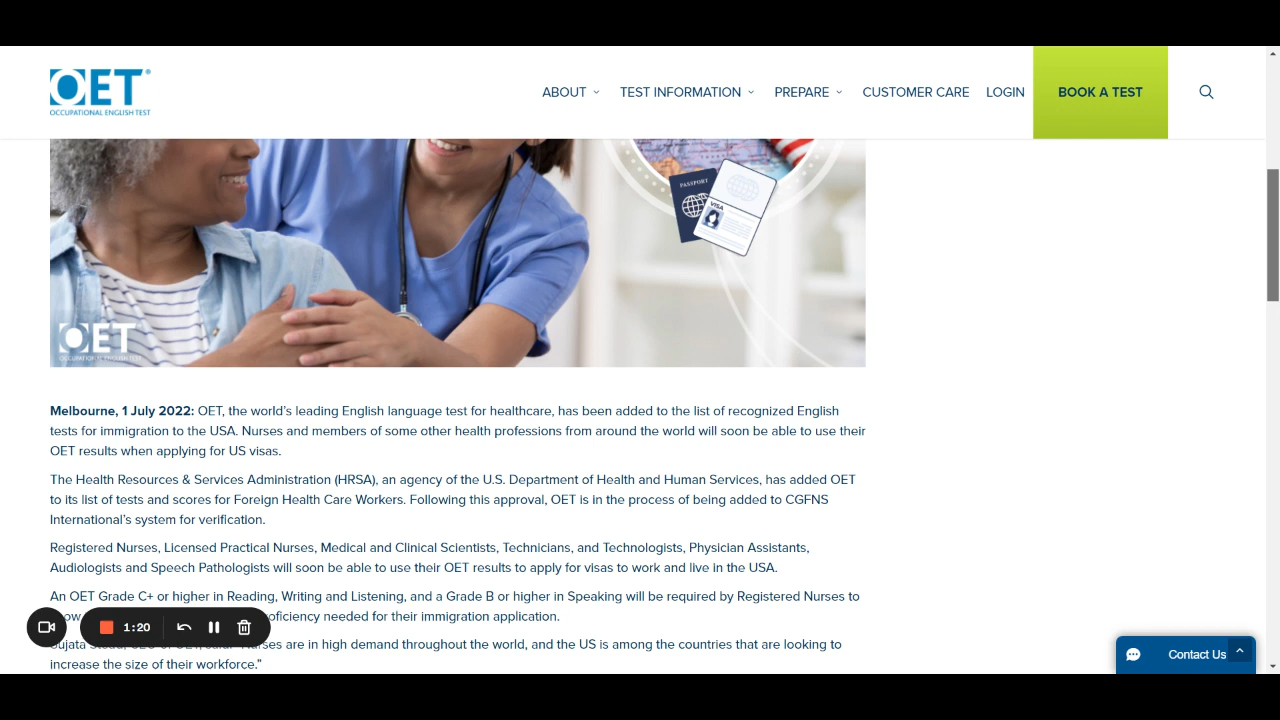 OET
OCCUPATIONAL ENGLISH TEST
ABOUT TEST INFORMATION PREPARE CUSTOMER CARE LOGIN BOOK A TEST
PASSPORT
VISA
OET
OCCUPATIONAL ENGLISH TEST
Melbourne, 1 July 2022: OET, the world’s leading English language test for healthcare, has been added to the list of recognized English
tests for immigration to the USA. Nurses and members of some other health professions from around the world will soon be able to use their
OET results when applying for US visas.
The Health Resources & Services Administration (HRSA), an agency of the U.S. Department of Health and Human Services, has added OET
to its list of tests and scores for Foreign Health Care Workers. Following this approval, OET is in the process of being added to CGFNS
International’s system for verification.
Registered Nurses, Licensed Practical Nurses, Medical and Clinical Scientists, Technicians, and Technologists, Physician Assistants,
Audiologists and Speech Pathologists will soon be able to use their OET results to apply for visas to work and live in the USA.
An OET Grade C+ or higher in Reading, Writing and Listening, and a Grade B or higher in Speaking will be required by Registered Nurses to
needed for their immigration application.
1:20
are in high demand throughout the world, and the US is among the countries that are looking to
increase the size of their workforce.”
Contact Us